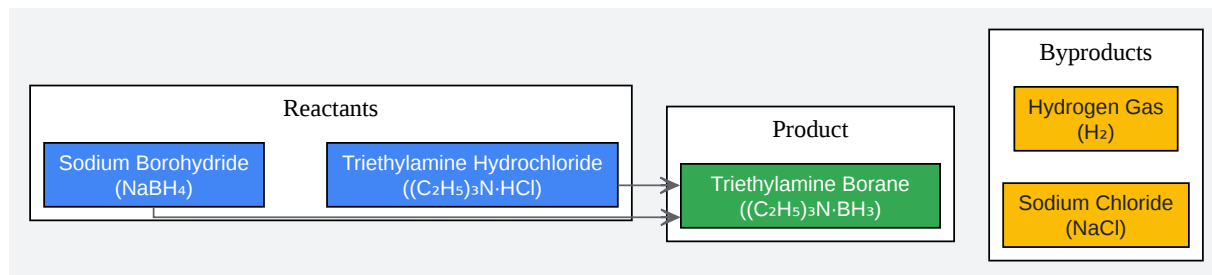 Reactants
Sodium Borohydride
(NaBH₄)
Triethylamine Hydrochloride
((C₂H₅)₃N·HCl)
Product
Triethylamine Borane
((C₂H₅)₃N·BH₃)
Byproducts
Hydrogen Gas
(H₂)
Sodium Chloride
(NaCl)